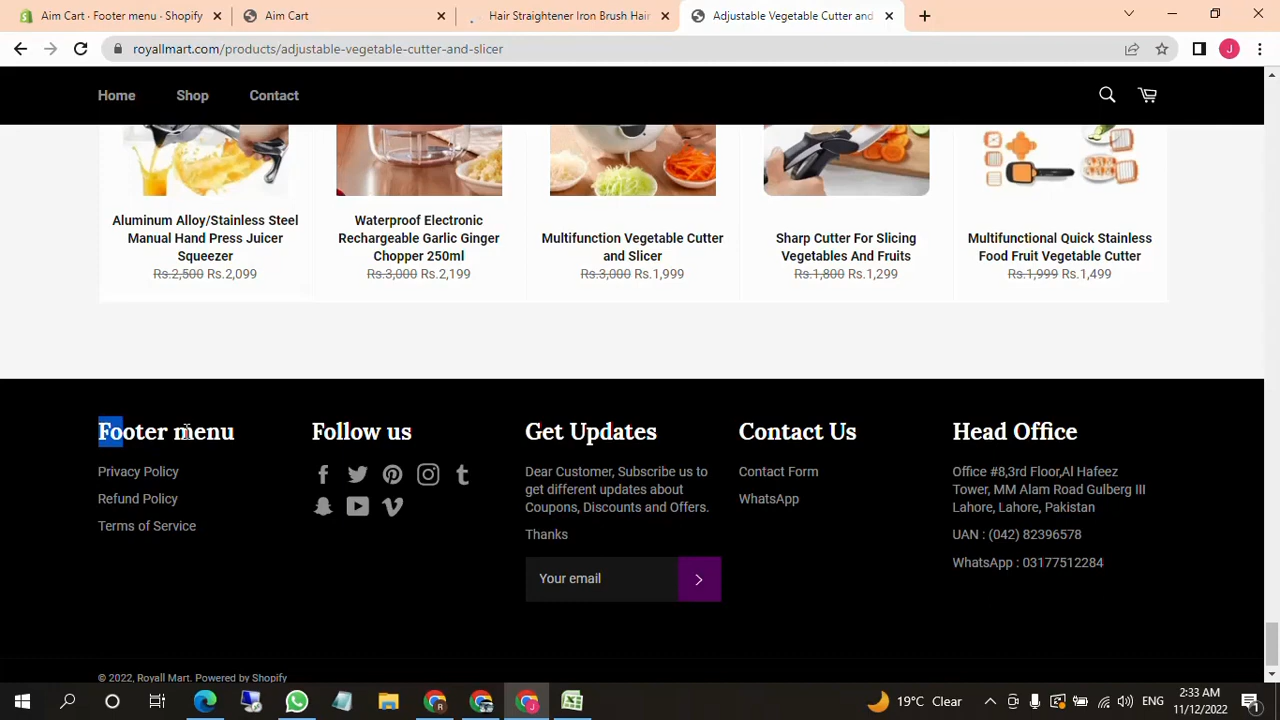 Aim Cart · Footer menu · Shopify
Aim Cart
Hair Straightener Iron Brush Hair
Adjustable Vegetable Cutter and
royallmart.com/products/adjustable-vegetable-cutter-and-slicer
J
Home
Shop
Contact
Aluminum Alloy/Stainless Steel
Manual Hand Press Juicer
Squeezer
Rs.2,500 Rs.2,099
Waterproof Electronic
Rechargeable Garlic Ginger
Chopper 250ml
Rs.3,000 Rs.2,199
Multifunction Vegetable Cutter
and Slicer
Rs.3,000 Rs.1,999
Sharp Cutter For Slicing
Vegetables And Fruits
Rs.1,800 Rs.1,299
Multifunctional Quick Stainless
Food Fruit Vegetable Cutter
Rs.1,999 Rs.1,499
Footer menu
Privacy Policy
Refund Policy
Terms of Service
Follow us
Get Updates
Dear Customer, Subscribe us to
get different updates about
Coupons, Discounts and Offers.
Thanks
Your email
Contact Us
Contact Form
WhatsApp
Head Office
Office #8,3rd Floor,Al Hafeez
Tower, MM Alam Road Gulberg III
Lahore, Lahore, Pakistan
UAN : (042) 82396578
WhatsApp : 03177512284
© 2022, Royall Mart. Powered by Shopify
19°C Clear
ENG
2:33 AM
11/12/2022